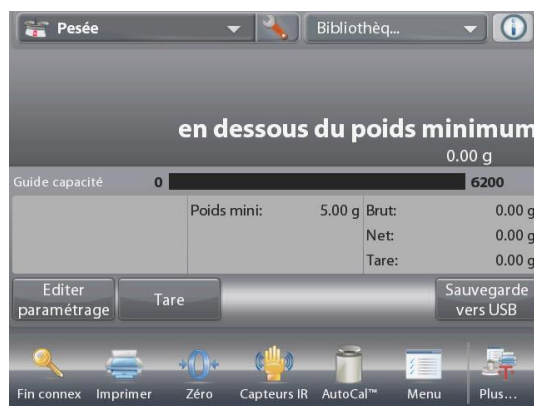 Pesée
Bibliothèq...
en dessous du poids minimum
0.00 g
Guide capacité 0 6200
Poids mini: 5.00 g Brut: 0.00 g
Net: 0.00 g
Tare: 0.00 g
Editer paramétrage
Tare
Sauvegarde vers USB
Fin connex Imprimer Zéro Capteurs IR AutoCal™ Menu Plus...